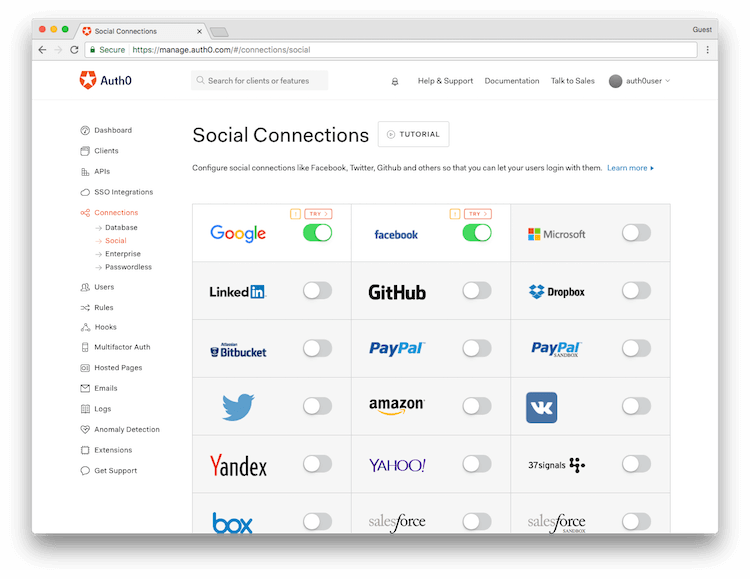 Social Connections
Guest
Secure https://manage.auth0.com/#/connections/social
Auth0
Search for clients or features
Help & Support
Documentation
Talk to Sales
auth0user
Dashboard
Clients
APIs
SSO Integrations
Connections
Database
Social
Enterprise
Passwordless
Users
Rules
Hooks
Multifactor Auth
Hosted Pages
Emails
Logs
Anomaly Detection
Extensions
Get Support
Social Connections
TUTORIAL
Configure social connections like Facebook, Twitter, Github and others so that you can let your users login with them. Learn more
! TRY
Google
! TRY
facebook
Microsoft
LinkedIn
GitHub
Dropbox
Atlassian
Bitbucket
PayPal
PayPal
SANDBOX
amazon
VK
Yandex
YAHOO!
37signals
box
salesforce
salesforce
SANDBOX